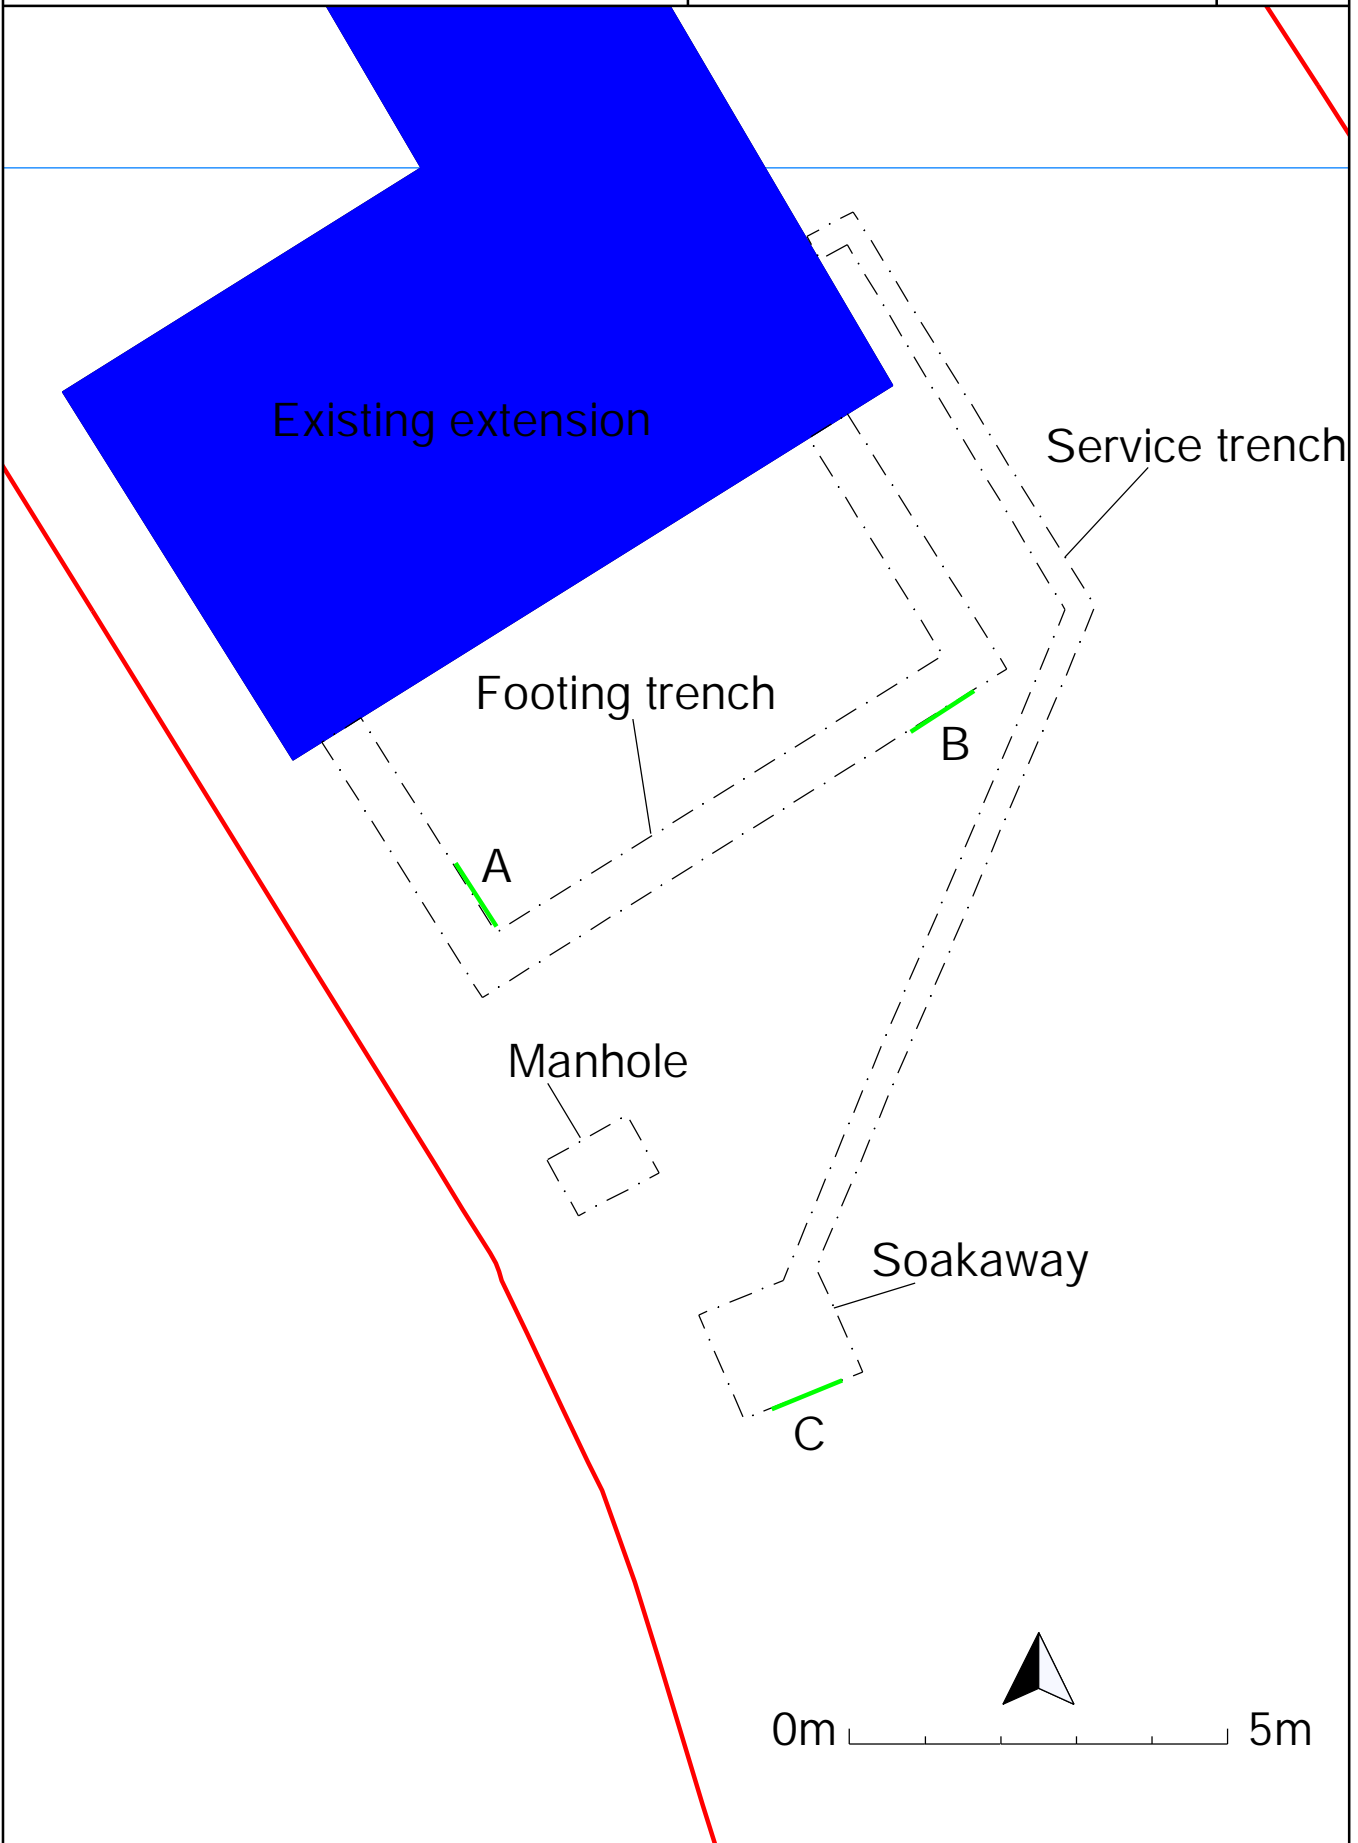 Existing extension
Service trench
Footing trench
B
A
Manhole
Soakaway
C
0m 5m